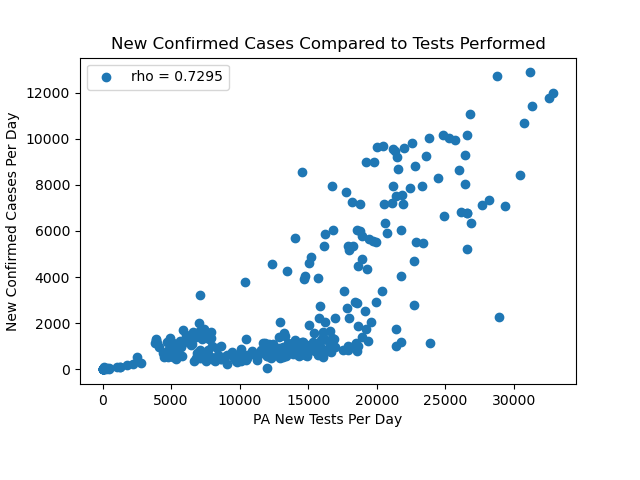 New Confirmed Cases Compared to Tests Performed
rho = 0.7295
12000
10000
8000
6000
4000
2000
0
New Confirmed Caeses Per Day
0 5000 10000 15000 20000 25000 30000
PA New Tests Per Day